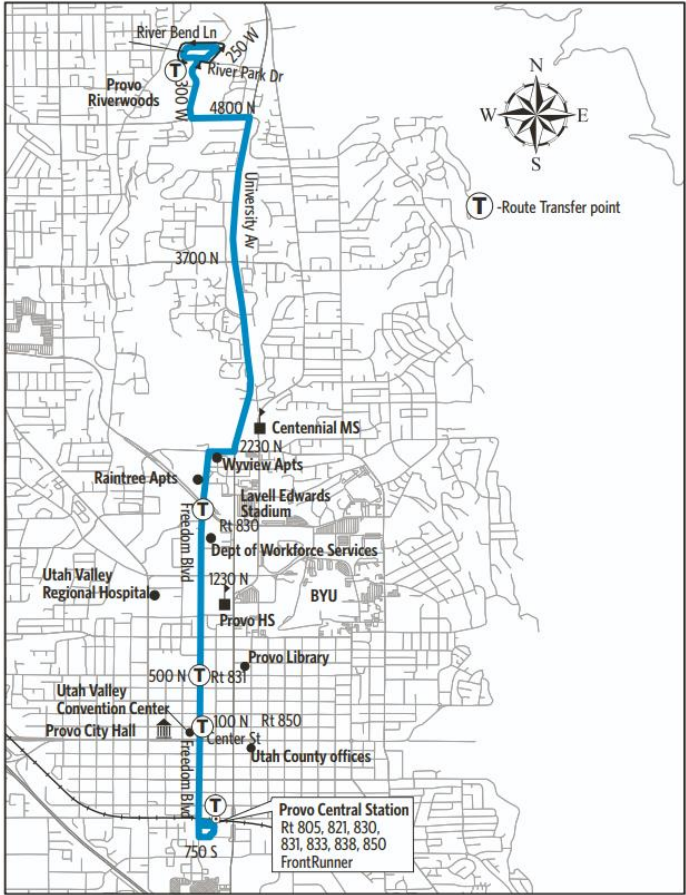 River Bend Ln
250 W
T
River Park Dr
Provo
Riverwoods
300 W
4800 N
N
W
E
S
T -Route Transfer point
University Av
3700 N
Centennial MS
2230 N
Wyview Apts
Raintree Apts
Lavell Edwards
Stadium
T
Rt 830
Freedom Blvd
Dept of Workforce Services
Utah Valley
Regional Hospital
1230 N
BYU
Provo HS
Provo Library
500 N T Rt 831
Utah Valley
Convention Center
T 100 N Rt 850
Provo City Hall
Center St
Utah County offices
Freedom Blvd
T
Provo Central Station
Rt 805, 821, 830,
831, 833, 838, 850
FrontRunner
750 S